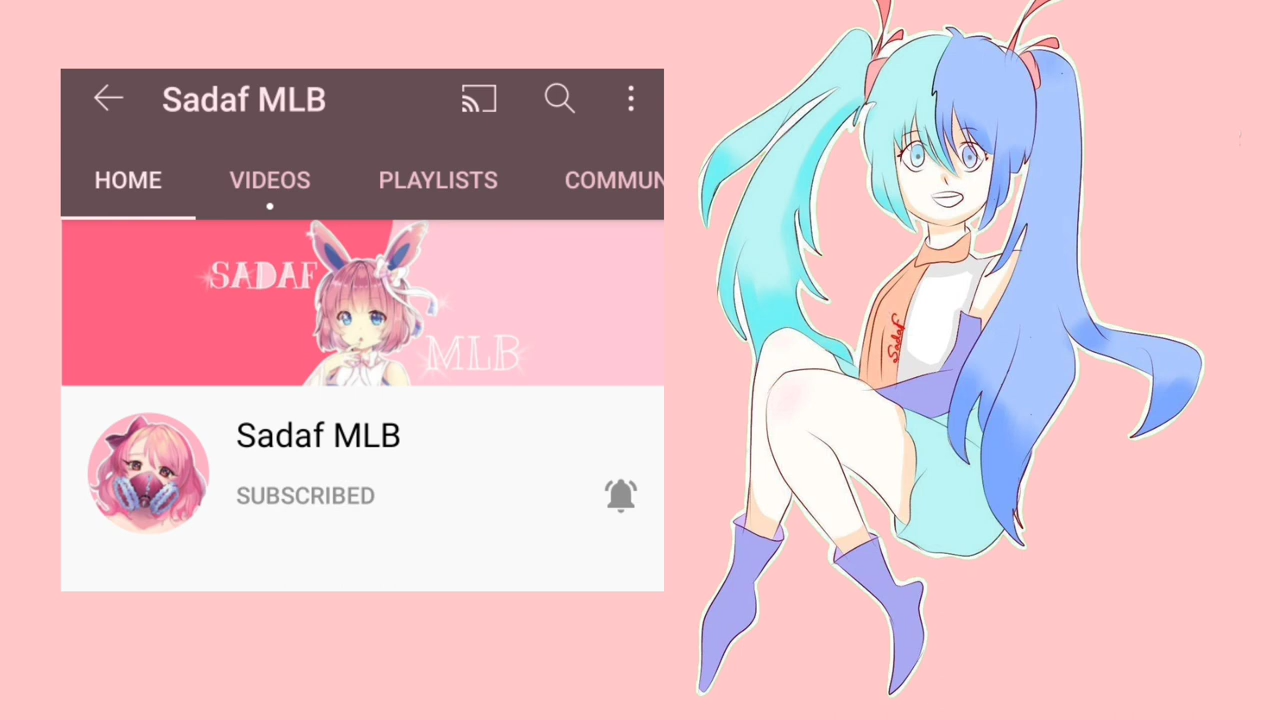 Sadaf MLB
HOME VIDEOS PLAYLISTS COMMUN
SADAF
MLB
Sadaf MLB
SUBSCRIBED
Sadaf